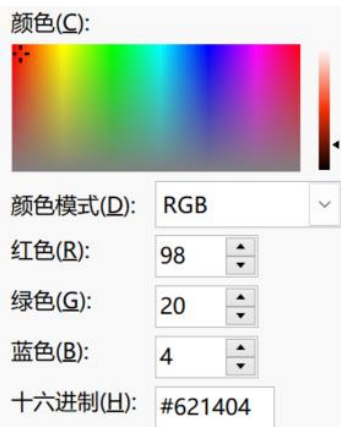 颜色(C):
颜色模式(D): RGB
红色(R): 98
绿色(G): 20
蓝色(B): 4
十六进制(H): #621404